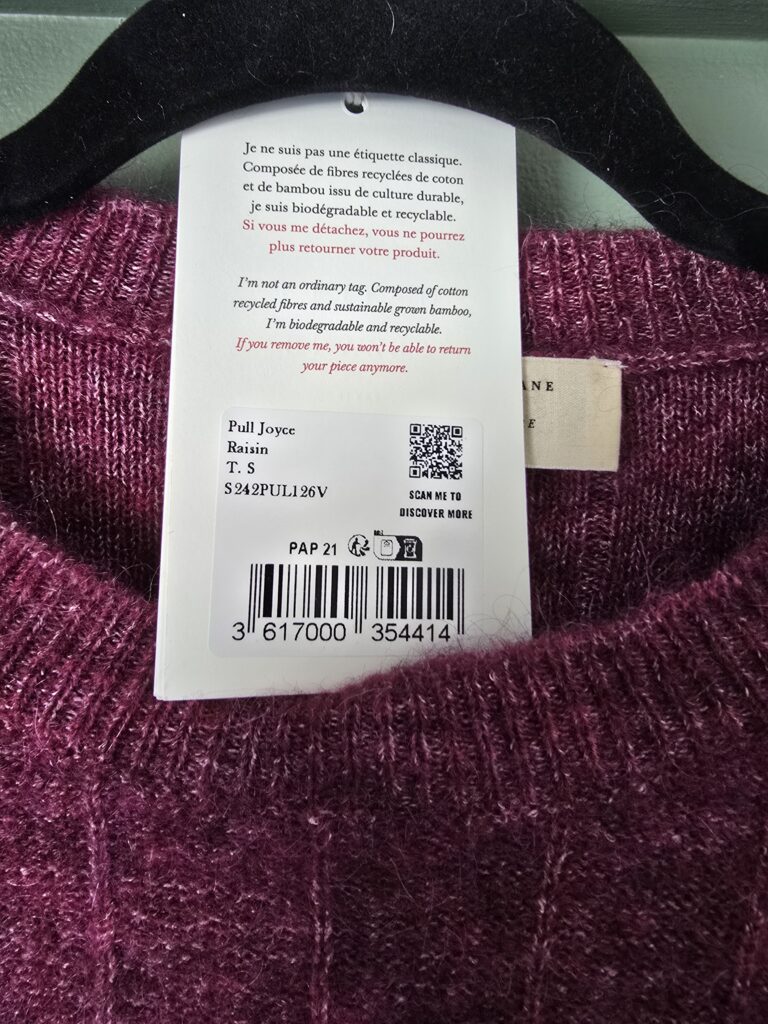 Je ne suis pas une étiquette classique.
Composée de fibres recyclées de coton
et de bambou issu de culture durable,
je suis biodégradable et recyclable.
Si vous me détachez, vous ne pourrez
plus retourner votre produit.
I'm not an ordinary tag. Composed of cotton
recycled fibres and sustainable grown bamboo,
I'm biodegradable and recyclable.
If you remove me, you won't be able to return
your piece anymore.
ANE
E
Pull Joyce
Raisin
T. S
S242PUL126V
SCAN ME TO
DISCOVER MORE
PAP 21
3 617000 354414